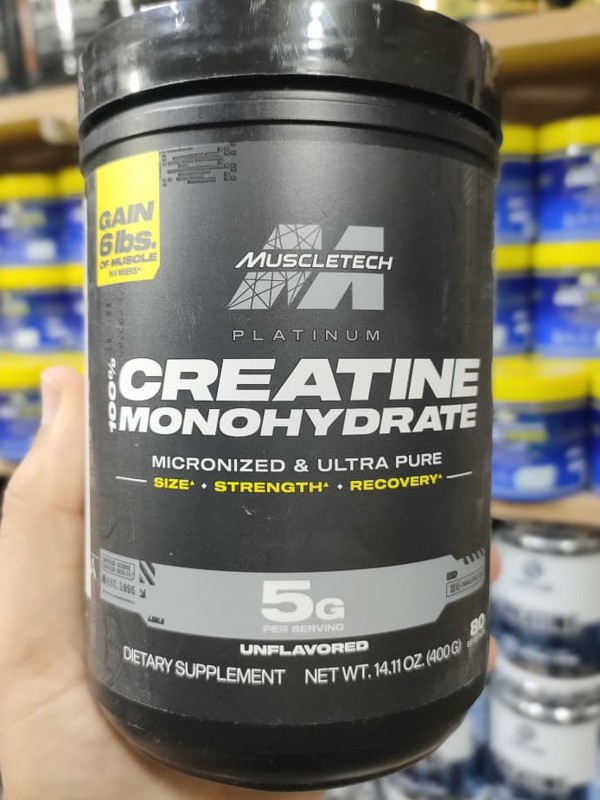 GAIN
6 lbs.
OF MUSCLE
MUSCLETECH
PLATINUM
100%
CREATINE
MONOHYDRATE
MICRONIZED & ULTRA PURE
SIZE▲ • STRENGTH▲ • RECOVERY▲
EST. 1995
5G
PER SERVING
80
UNFLAVORED
DIETARY SUPPLEMENT NET WT. 14.11 OZ. (400 G)